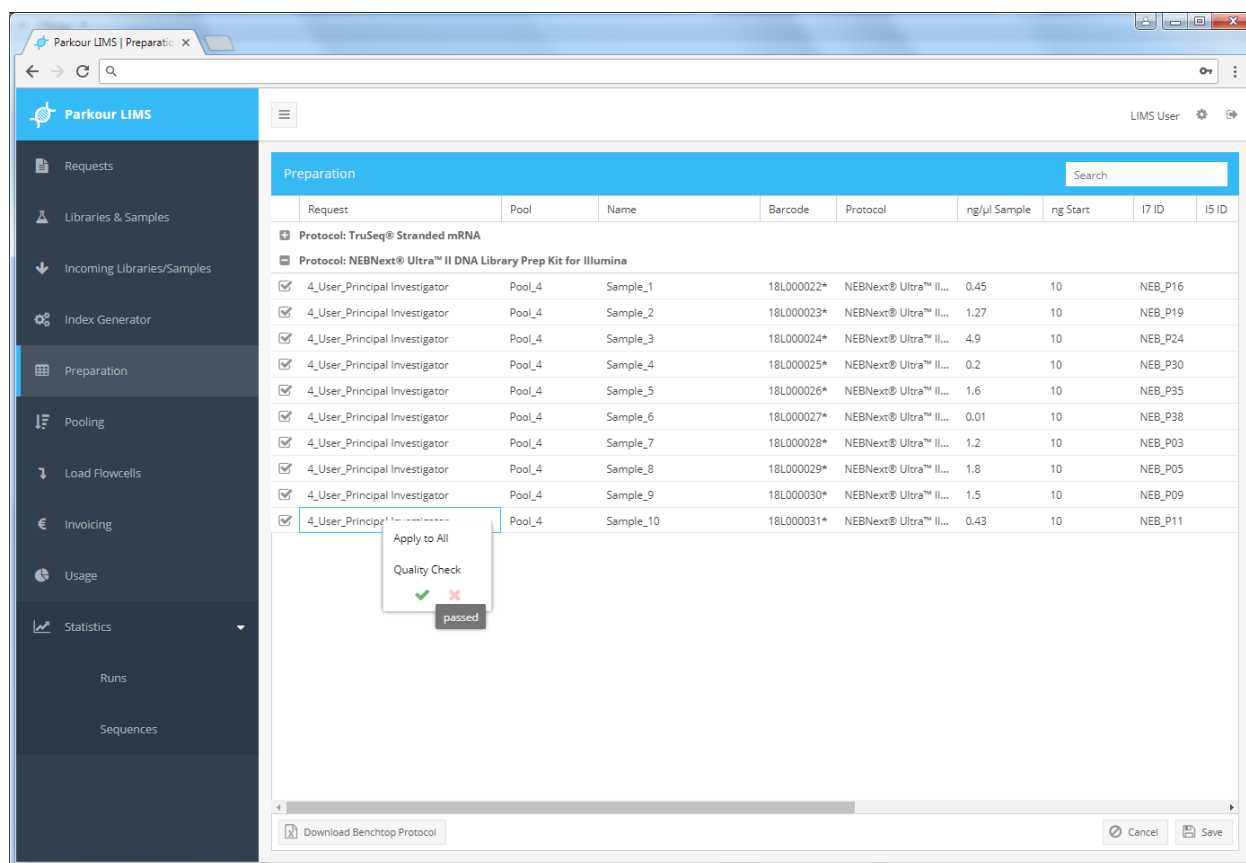 Parkour LIMS | Preparatio
Parkour LIMS
LIMS User
Requests
Libraries & Samples
Incoming Libraries/Samples
Index Generator
Preparation
Pooling
Load Flowcells
Invoicing
Usage
Statistics
Runs
Sequences
Preparation Search
Request Pool Name Barcode Protocol ng/µl Sample ng Start I7 ID I5 ID
Protocol: TruSeq® Stranded mRNA
Protocol: NEBNext® Ultra™ II DNA Library Prep Kit for Illumina
4_User_Principal Investigator Pool_4 Sample_1 18L000022* NEBNext® Ultra™ II... 0.45 10 NEB_P16
4_User_Principal Investigator Pool_4 Sample_2 18L000023* NEBNext® Ultra™ II... 1.27 10 NEB_P19
4_User_Principal Investigator Pool_4 Sample_3 18L000024* NEBNext® Ultra™ II... 4.9 10 NEB_P24
4_User_Principal Investigator Pool_4 Sample_4 18L000025* NEBNext® Ultra™ II... 0.2 10 NEB_P30
4_User_Principal Investigator Pool_4 Sample_5 18L000026* NEBNext® Ultra™ II... 1.6 10 NEB_P35
4_User_Principal Investigator Pool_4 Sample_6 18L000027* NEBNext® Ultra™ II... 0.01 10 NEB_P38
4_User_Principal Investigator Pool_4 Sample_7 18L000028* NEBNext® Ultra™ II... 1.2 10 NEB_P03
4_User_Principal Investigator Pool_4 Sample_8 18L000029* NEBNext® Ultra™ II... 1.8 10 NEB_P05
4_User_Principal Investigator Pool_4 Sample_9 18L000030* NEBNext® Ultra™ II... 1.5 10 NEB_P09
4_User_Principal Investigator Pool_4 Sample_10 18L000031* NEBNext® Ultra™ II... 0.43 10 NEB_P11
Apply to All
Quality Check
passed
Download Benchtop Protocol Cancel Save